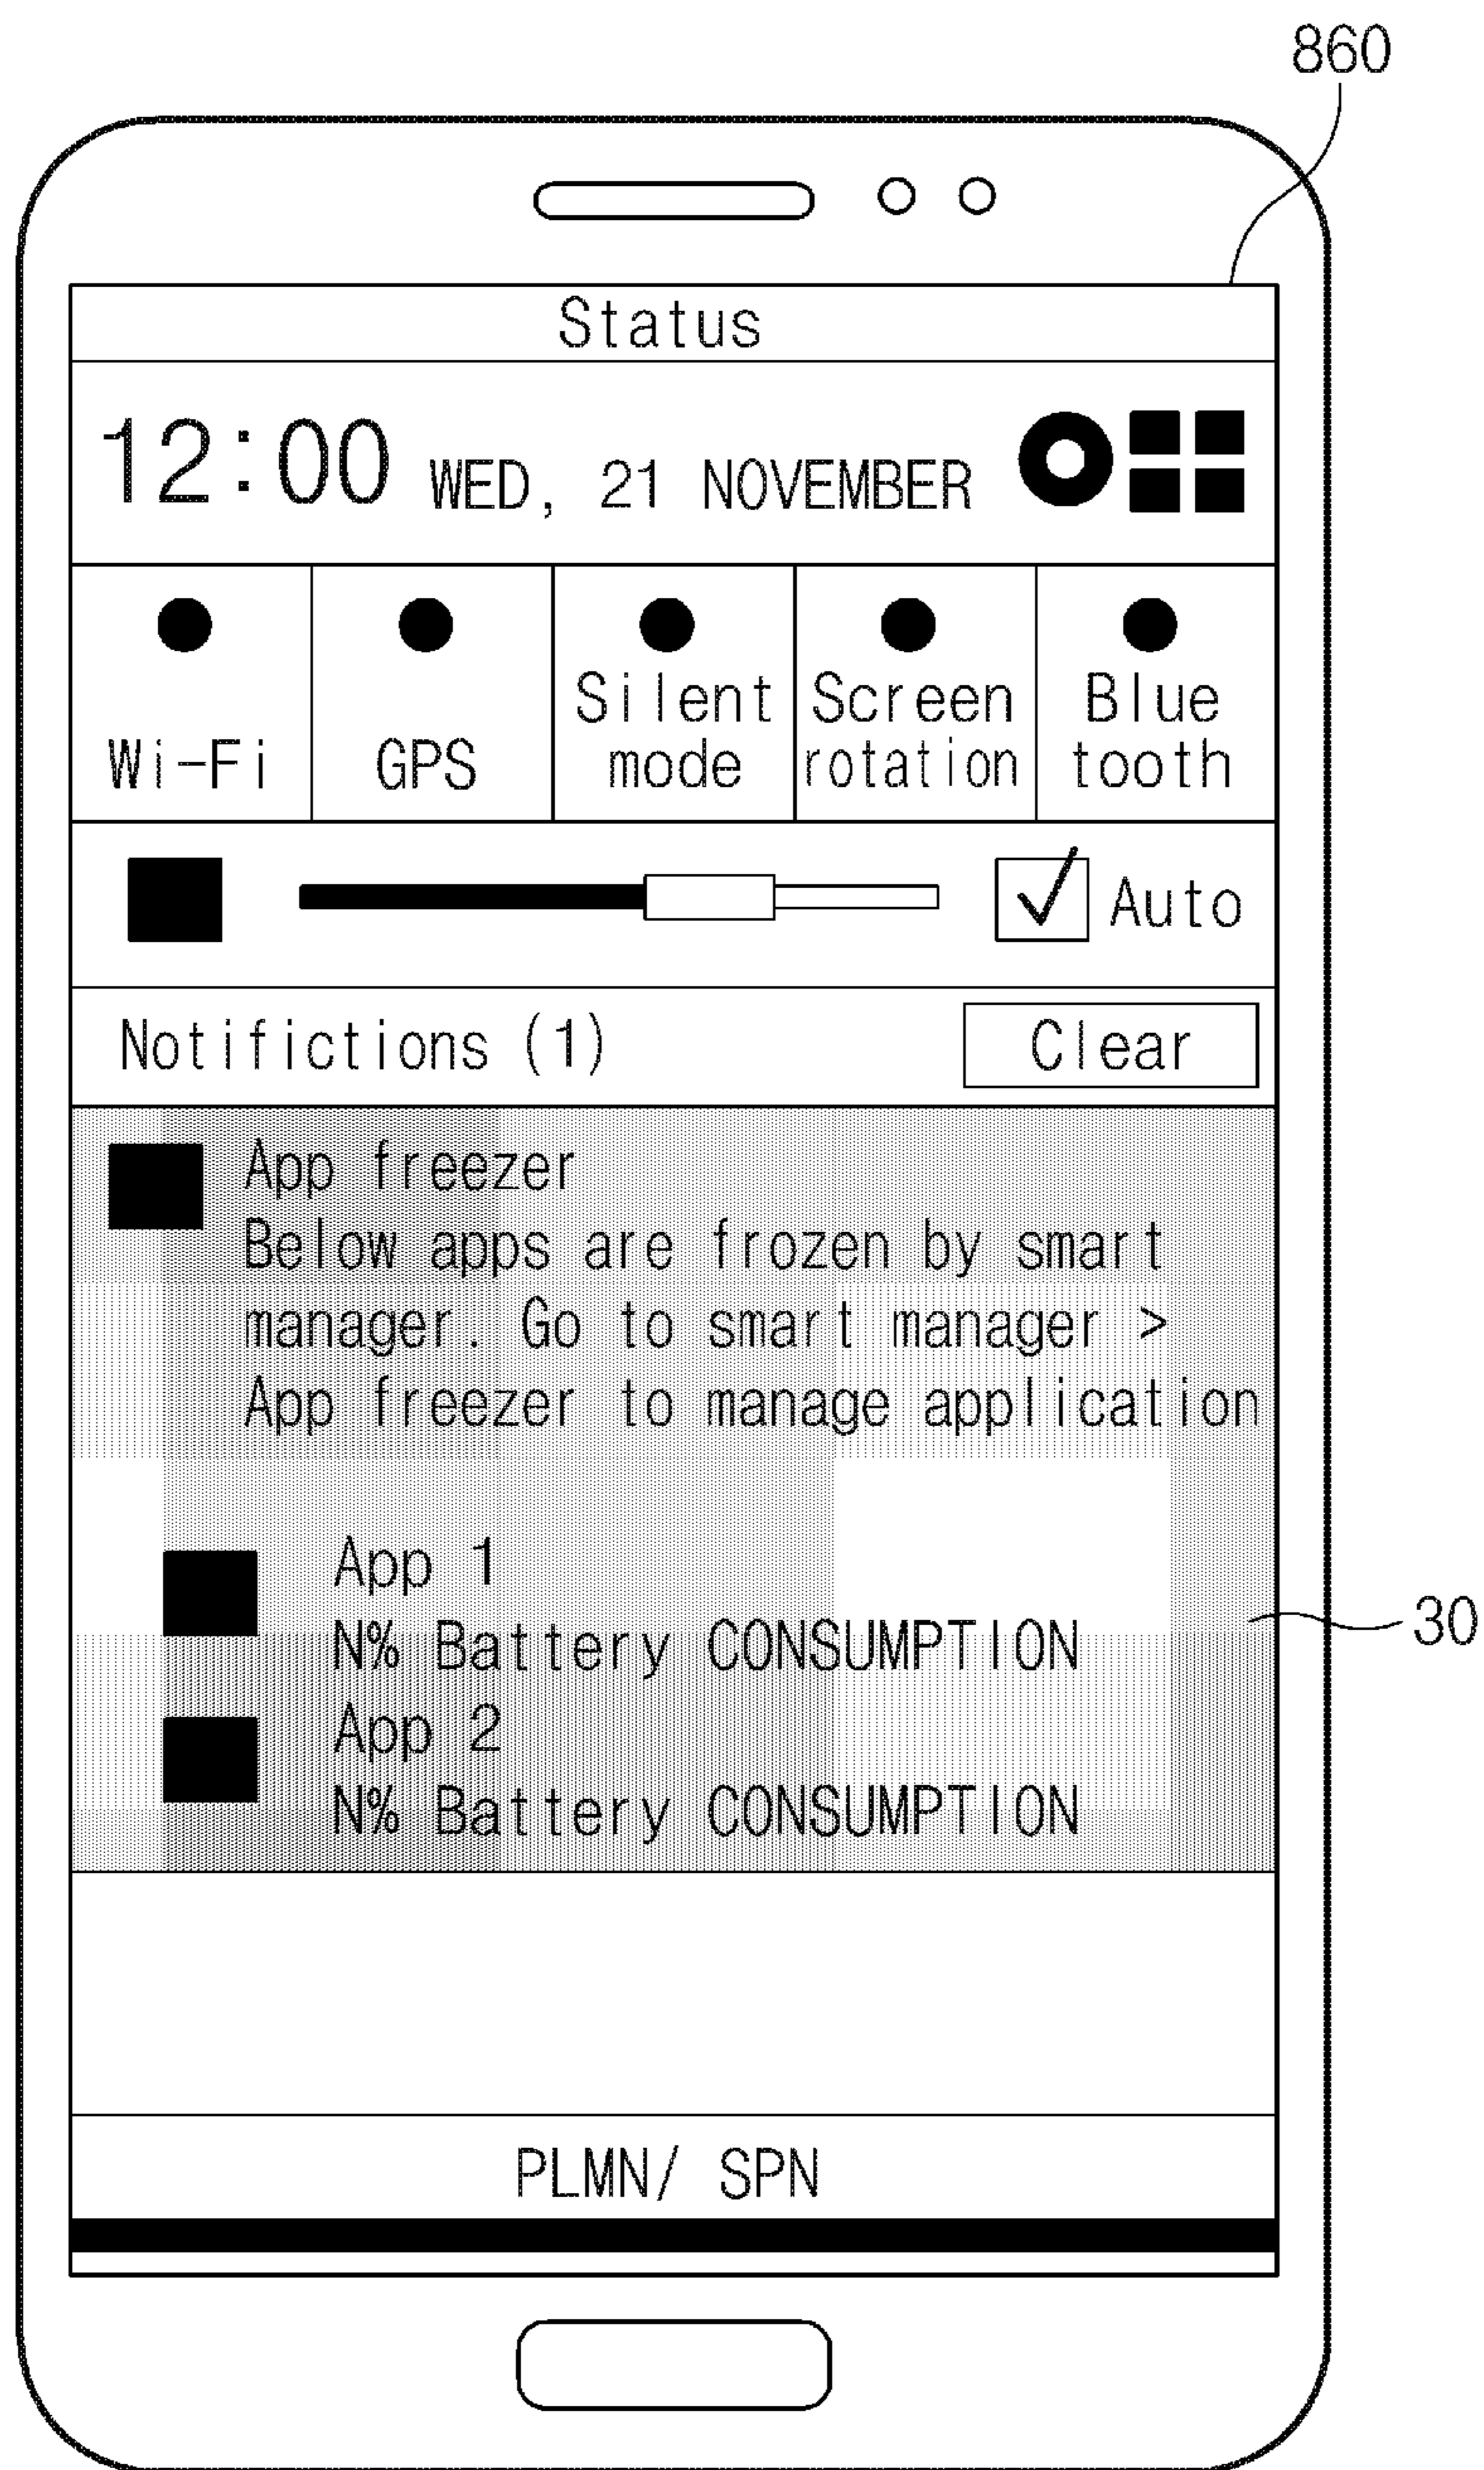 860
Status
12:00 WED, 21 NOVEMBER
Wi-Fi
GPS
Silent
mode
Screen
rotation
Blue
tooth
Auto
Notifictions (1)
Clear
App freezer
Below apps are frozen by smart
manager. Go to smart manager >
App freezer to manage application
App 1
N% Battery CONSUMPTION
30
App 2
N% Battery CONSUMPTION
PLMN/ SPN